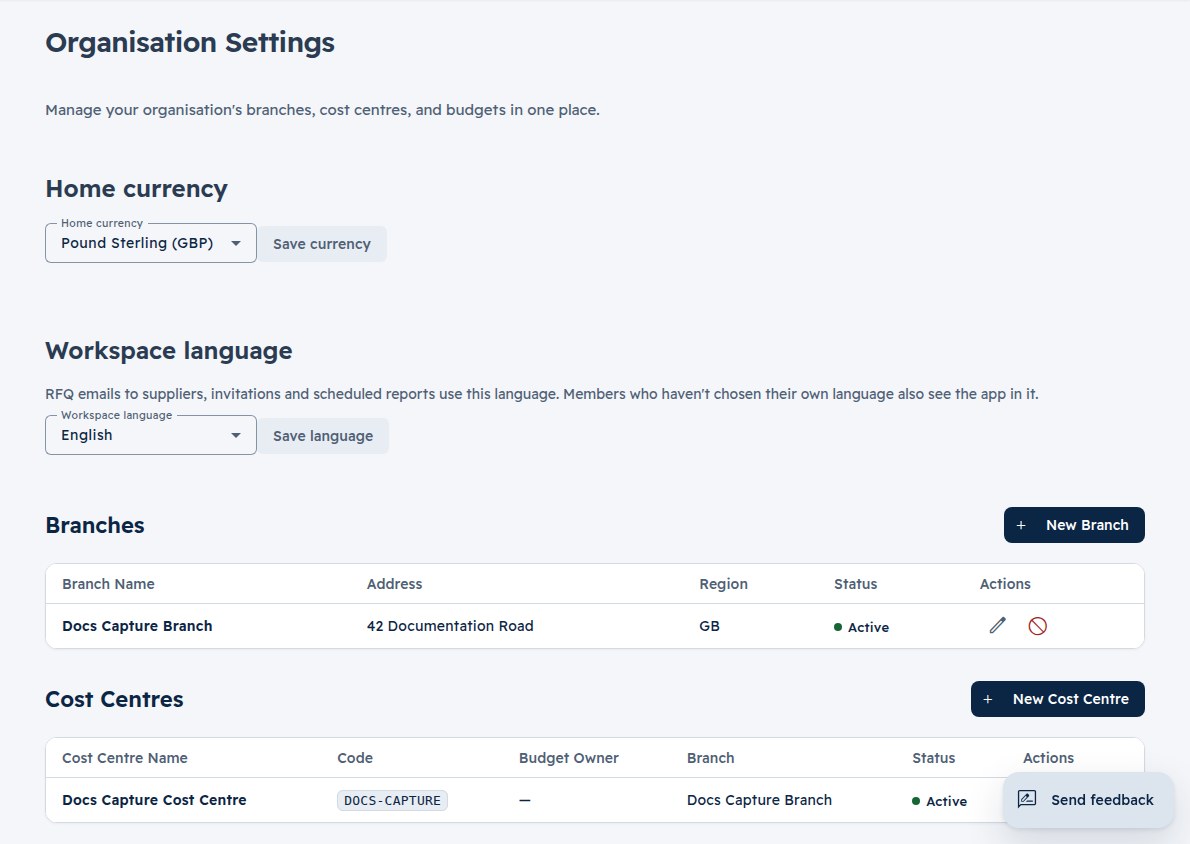 Organisation Settings
Manage your organisation's branches, cost centres, and budgets in one place.
Home currency
Home currency
Pound Sterling (GBP)
Save currency
Workspace language
RFQ emails to suppliers, invitations and scheduled reports use this language. Members who haven't chosen their own language also see the app in it.
Workspace language
English
Save language
Branches
+ New Branch
Branch Name Address Region Status Actions
Docs Capture Branch 42 Documentation Road GB Active
Cost Centres
+ New Cost Centre
Cost Centre Name Code Budget Owner Branch Status Actions
Docs Capture Cost Centre DOCS-CAPTURE — Docs Capture Branch Active
Send feedback